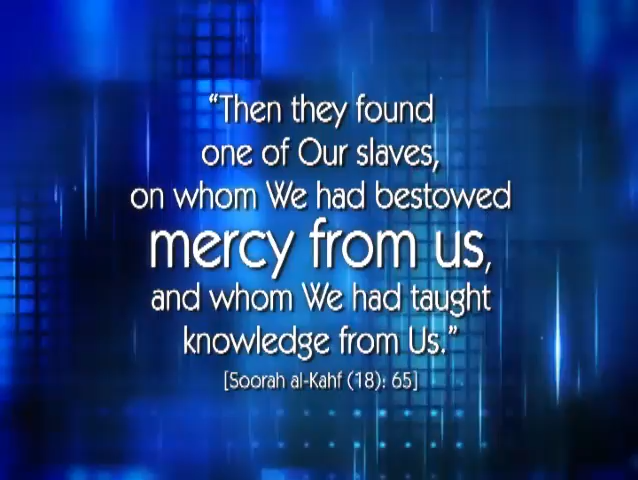 “Then they found
one of Our slaves,
on whom We had bestowed
mercy from us,
and whom We had taught
knowledge from Us.”
[Soorah al-Kahf (18): 65]